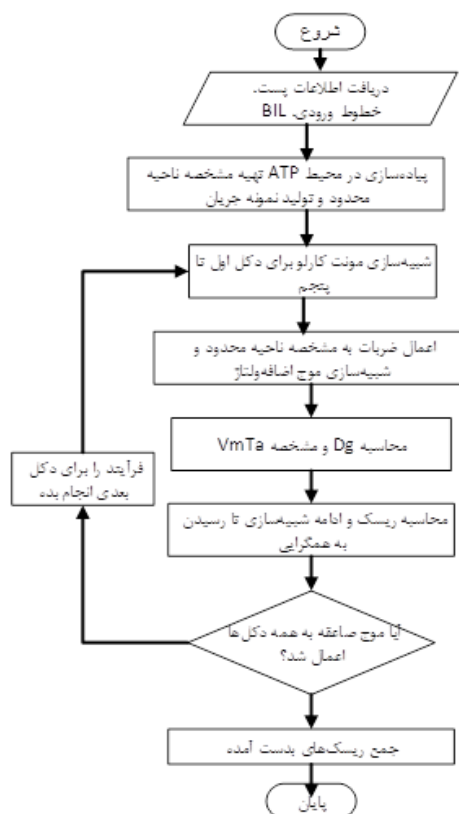 شروع
دریافت اطلاعات پست،
خطوط ورودی، BIL
پیاده‌سازی در محیط ATP تهیه مشخصه ناحیه
محدود و تولید نمونه جریان
شبیه‌سازی مونت کارلو برای دکل اول تا
پنجم
اعمال ضربات به مشخصه ناحیه محدود و
شبیه‌سازی موج اضافه‌ولتاژ
محاسبه Dg و مشخصه VmTa
فرآیند را برای دکل
بعدی انجام بده
محاسبه ریسک و ادامه شبیه‌سازی تا رسیدن
به همگرایی
آیا موج صاعقه به همه دکل‌ها
اعمال شد؟
جمع ریسک‌های بدست آمده
پایان